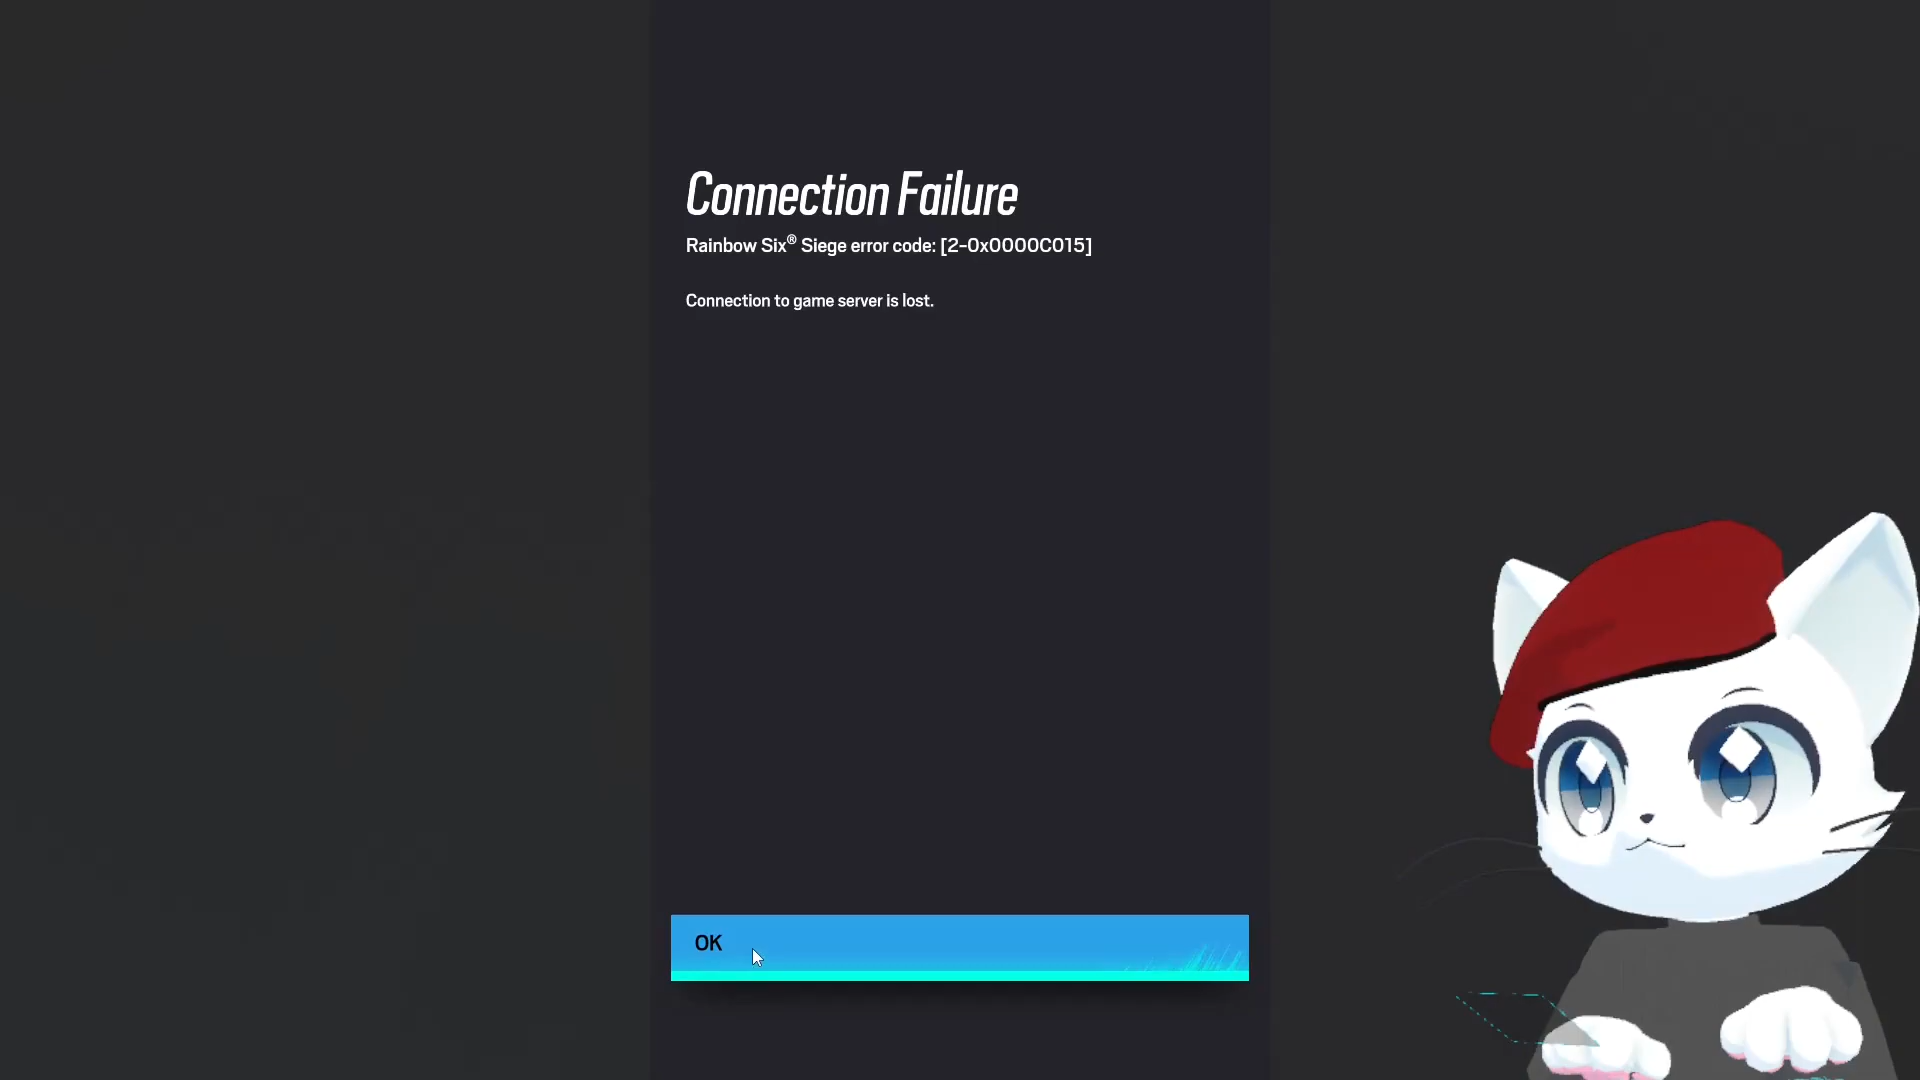 Connection Failure
Rainbow Six® Siege error code: [2-0x0000C015]
Connection to game server is lost.
OK